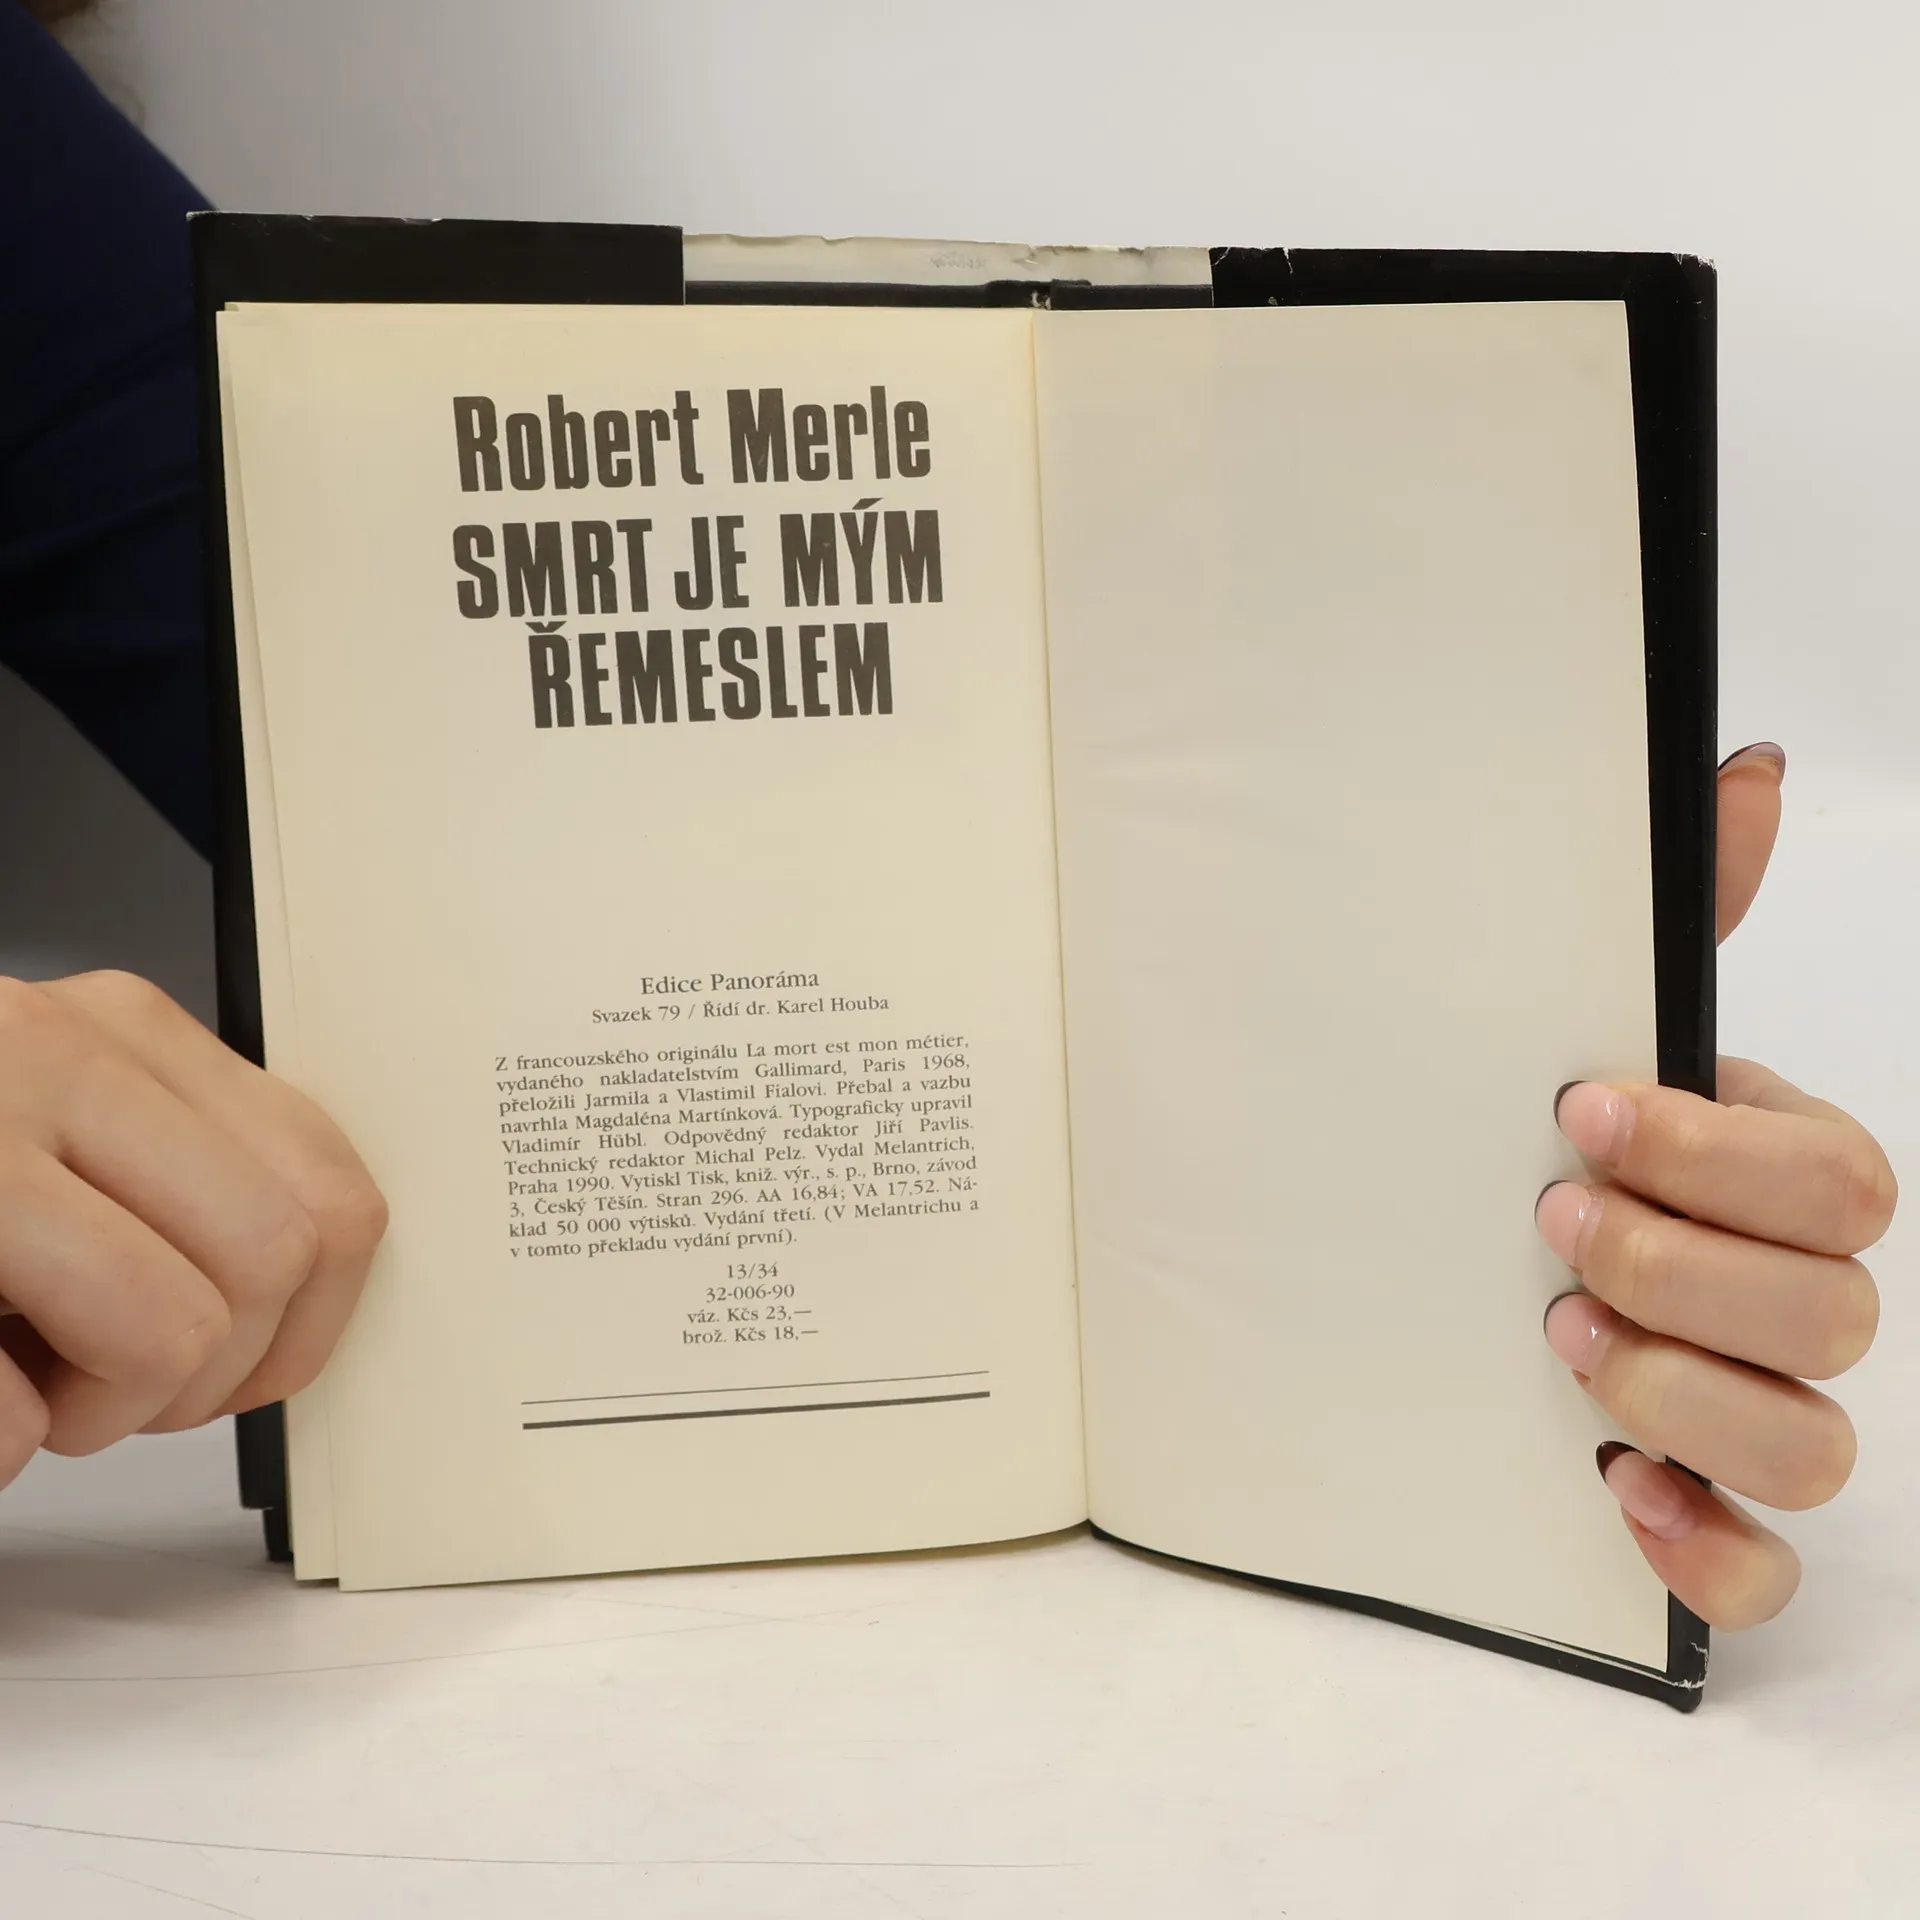 Robert Merle
SMRT JE MÝM
ŘEMESLEM
Edice Panoráma
Svazek 79 / Řídí dr. Karel Houba
Z francouzského originálu La mort est mon métier,
vydaného nakladatelstvím Gallimard, Paris 1968,
přeložili Jarmila a Vlastimil Fialovi. Přebal a vazbu
navrhla Magdaléna Martínková. Typograficky upravil
Vladimír Hübl. Odpovědný redaktor Jiří Pavlis.
Technický redaktor Michal Pelz. Vydal Melantrich,
Praha 1990. Vytiskl Tisk, kniž. výr., s. p., Brno, závod
3, Český Těšín. Stran 296. AA 16,84; VA 17,52. Ná-
klad 50 000 výtisků. Vydání třetí. (V Melantrichu a
v tomto překladu vydání první).
13/34
32-006-90
váz. Kčs 23,—
brož. Kčs 18,—